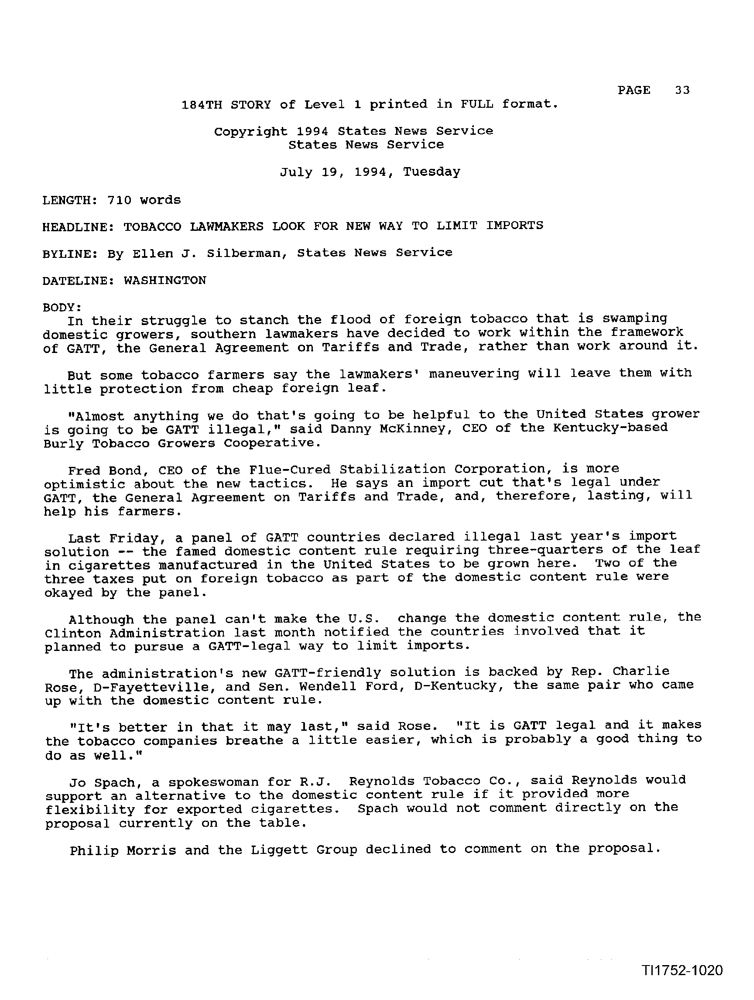 PAGE 33
184TH STORY of Level 1 printed in FULL format.
Copyright 1994 States News Service
States News Service
July 19, 1994, Tuesday
LENGTH: 710 words
HEADLINE: TOBACCO LAWMAKERS LOOK FOR NEW WAY TO LIMIT IMPORTS
BYLINE: By Ellen J. Silberman, States News Service
DATELINE: WASHINGTON
BODY:
In their struggle to stanch the flood of foreign tobacco that is swamping
domestic growers, southern lawmakers have decided to work within the framework
of GATT, the General Agreement on Tariffs and Trade, rather than work around it.
But some tobacco farmers say the lawmakers' maneuvering will leave them with
little protection from cheap foreign leaf.
"Almost anything we do that's going to be helpful to the United States grower
is going to be GATT illegal," said Danny McKinney, CEO of the Kentucky-based
Burly Tobacco Growers Cooperative.
Fred Bond, CEO of the Flue-Cured Stabilization Corporation, is more
optimistic about the new tactics. He says an import cut that's legal under
GATT, the General Agreement on Tariffs and Trade, and, therefore, lasting, will
help his farmers.
Last Friday, a panel of GATT countries declared illegal last year's import
solution -- the famed domestic content rule requiring three-quarters of the leaf
in cigarettes manufactured in the United States to be grown here. Two of the
three taxes put on foreign tobacco as part of the domestic content rule were
okayed by the panel.
Although the panel can't make the U.S. change the domestic content rule, the
Clinton Administration last month notified the countries involved that it
planned to pursue a GATT-legal way to limit imports.
The administration's new GATT-friendly solution is backed by Rep. Charlie
Rose, D-Fayetteville, and Sen. Wendell Ford, D-Kentucky, the same pair who came
up with the domestic content rule.
"It's better in that it may last," said Rose. "It is GATT legal and it makes
the tobacco companies breathe a little easier, which is probably a good thing to
do as well."
Jo Spach, a spokeswoman for R.J. Reynolds Tobacco Co., said Reynolds would
support an alternative to the domestic content rule if it provided more
flexibility for exported cigarettes. Spach would not comment directly on the
proposal currently on the table.
Philip Morris and the Liggett Group declined to comment on the proposal.
TI1752-1020